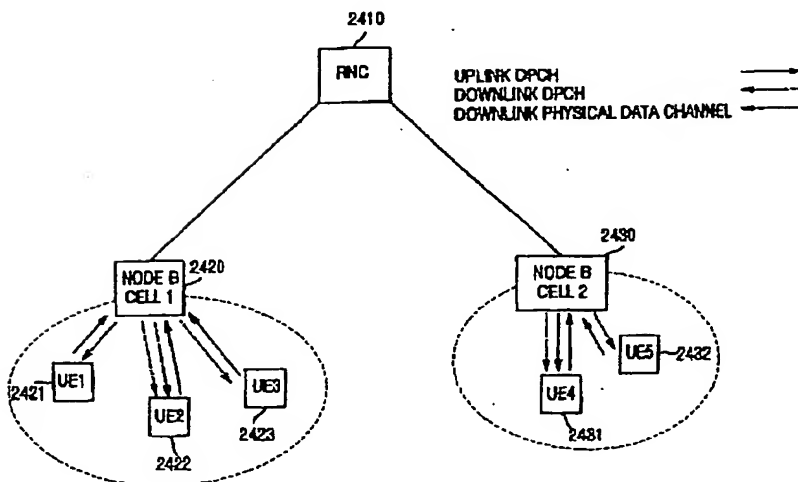 2410
RNC
UPLINK DPCH
DOWNLINK DPCH
DOWNLINK PHYSICAL DATA CHANNEL
2420
NODE B
CELL 1
2430
NODE B
CELL 2
UE1
2421
UE2
2422
UE3
2423
UE4
2431
UE5
2432